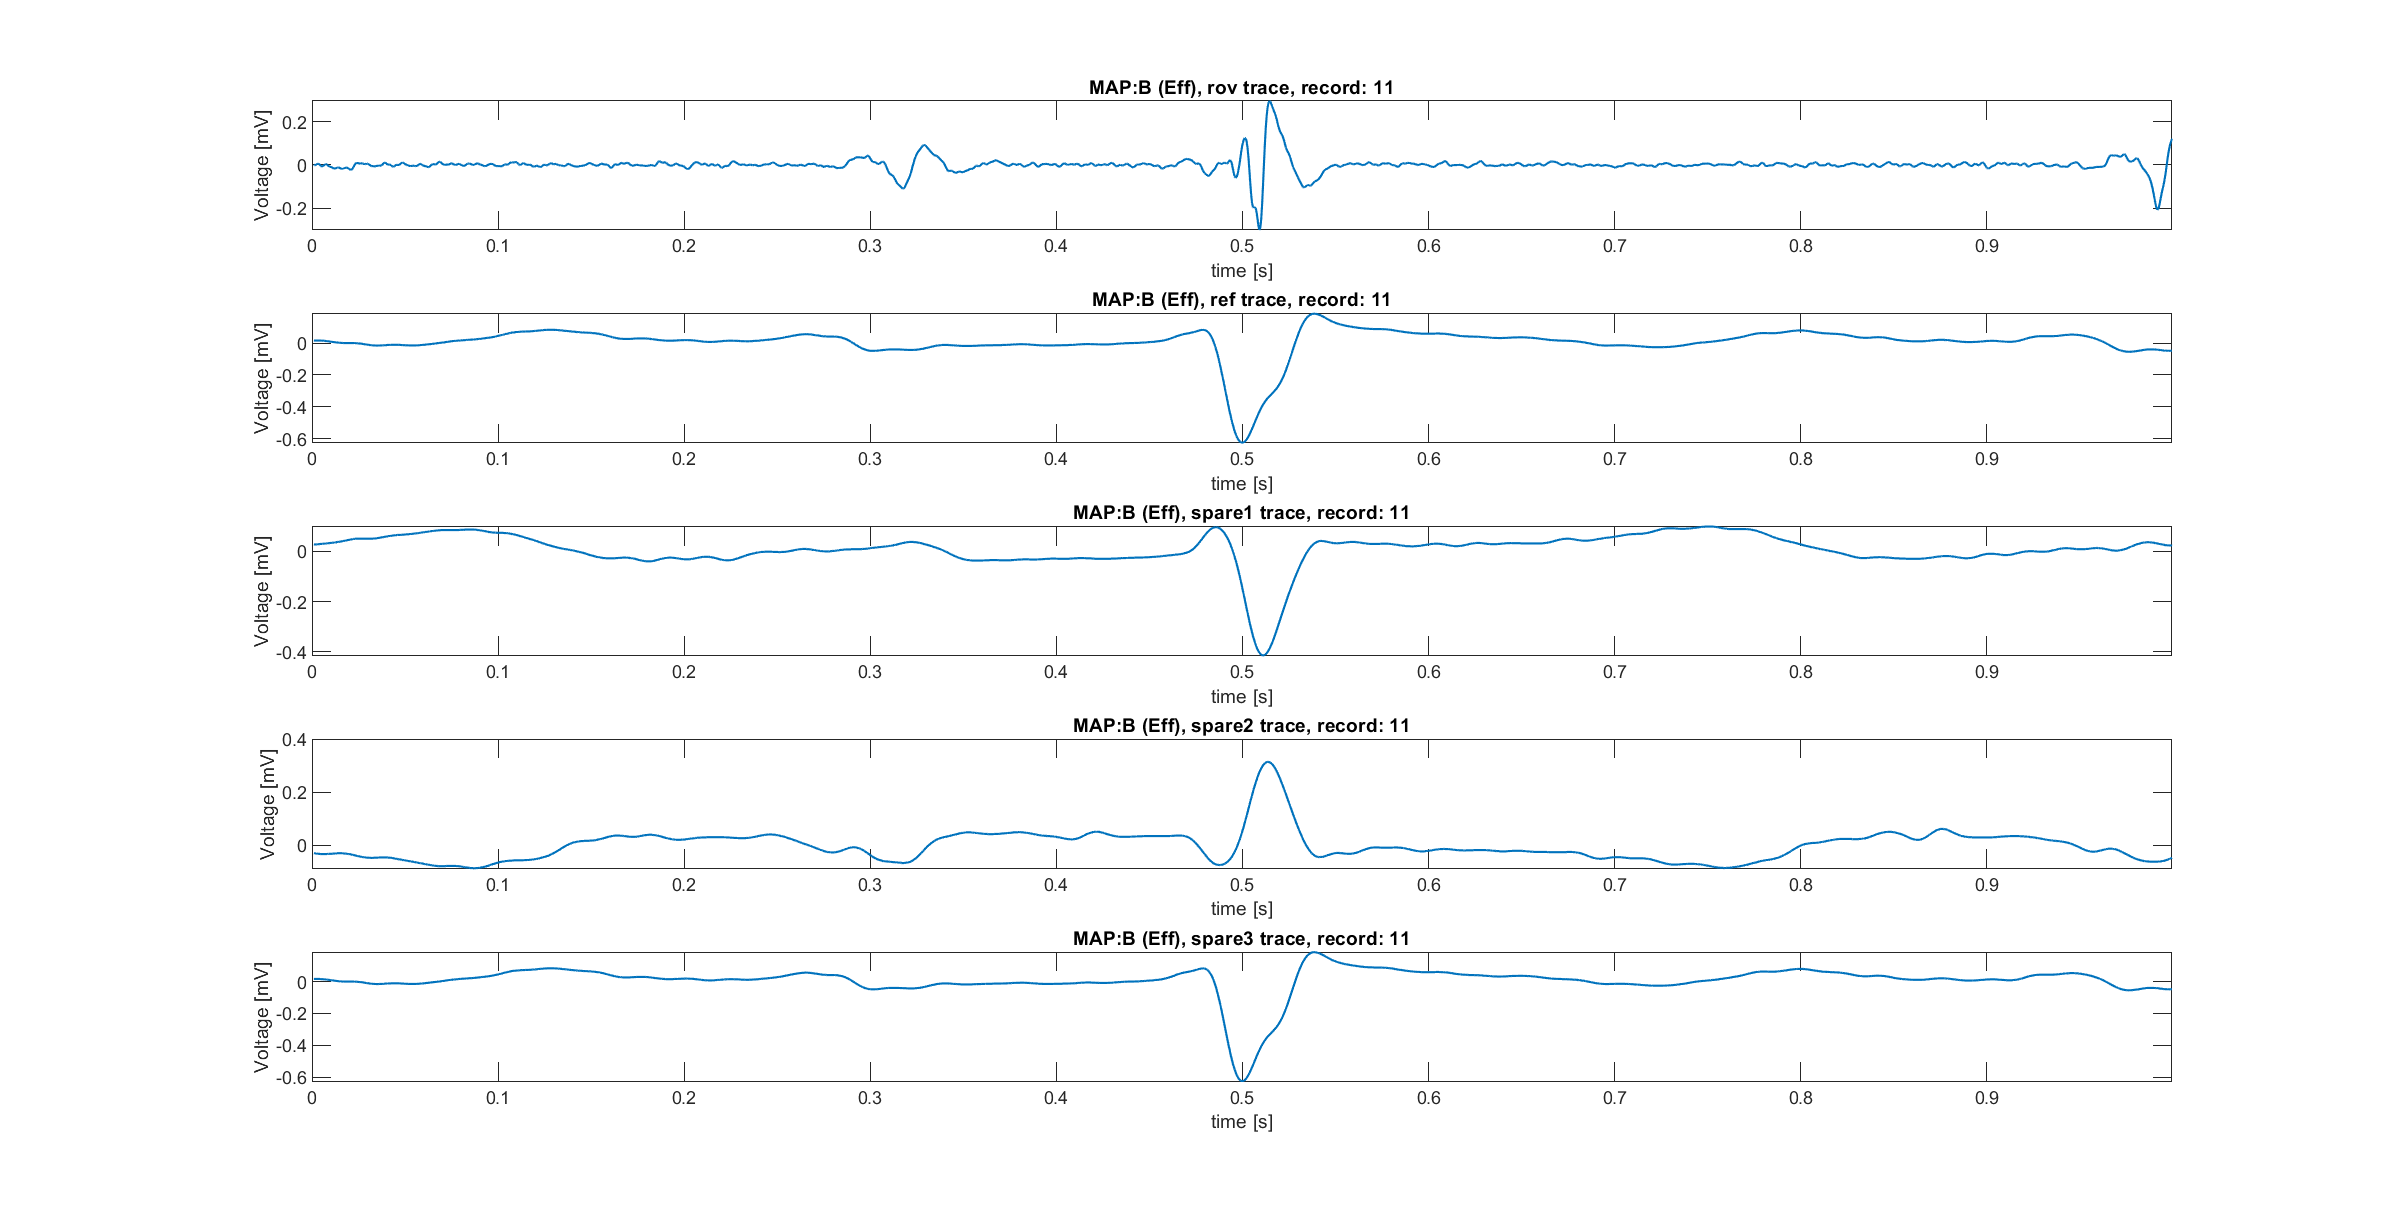 MAP:B (Eff), rov trace, record: 11
Voltage [mV]
0.2
0
-0.2
0 0.1 0.2 0.3 0.4 0.5 0.6 0.7 0.8 0.9
time [s]
MAP:B (Eff), ref trace, record: 11
Voltage [mV]
0
-0.2
-0.4
-0.6
0 0.1 0.2 0.3 0.4 0.5 0.6 0.7 0.8 0.9
time [s]
MAP:B (Eff), spare1 trace, record: 11
Voltage [mV]
0
-0.2
-0.4
0 0.1 0.2 0.3 0.4 0.5 0.6 0.7 0.8 0.9
time [s]
MAP:B (Eff), spare2 trace, record: 11
Voltage [mV]
0.4
0.2
0
0 0.1 0.2 0.3 0.4 0.5 0.6 0.7 0.8 0.9
time [s]
MAP:B (Eff), spare3 trace, record: 11
Voltage [mV]
0
-0.2
-0.4
-0.6
0 0.1 0.2 0.3 0.4 0.5 0.6 0.7 0.8 0.9
time [s]